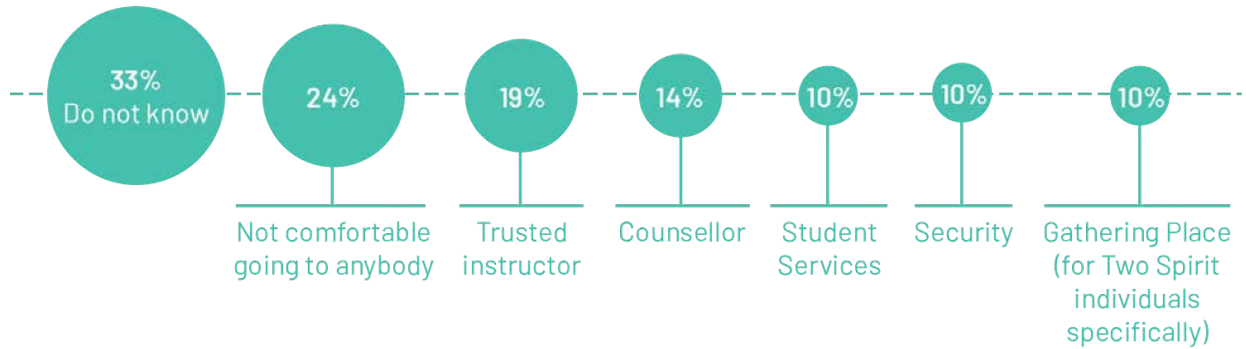 33%
Do not know
24%
19%
14%
10%
10%
10%
Not comfortable
going to anybody
Trusted
instructor
Counsellor
Student
Services
Security
Gathering Place
(for Two Spirit
individuals
specifically)